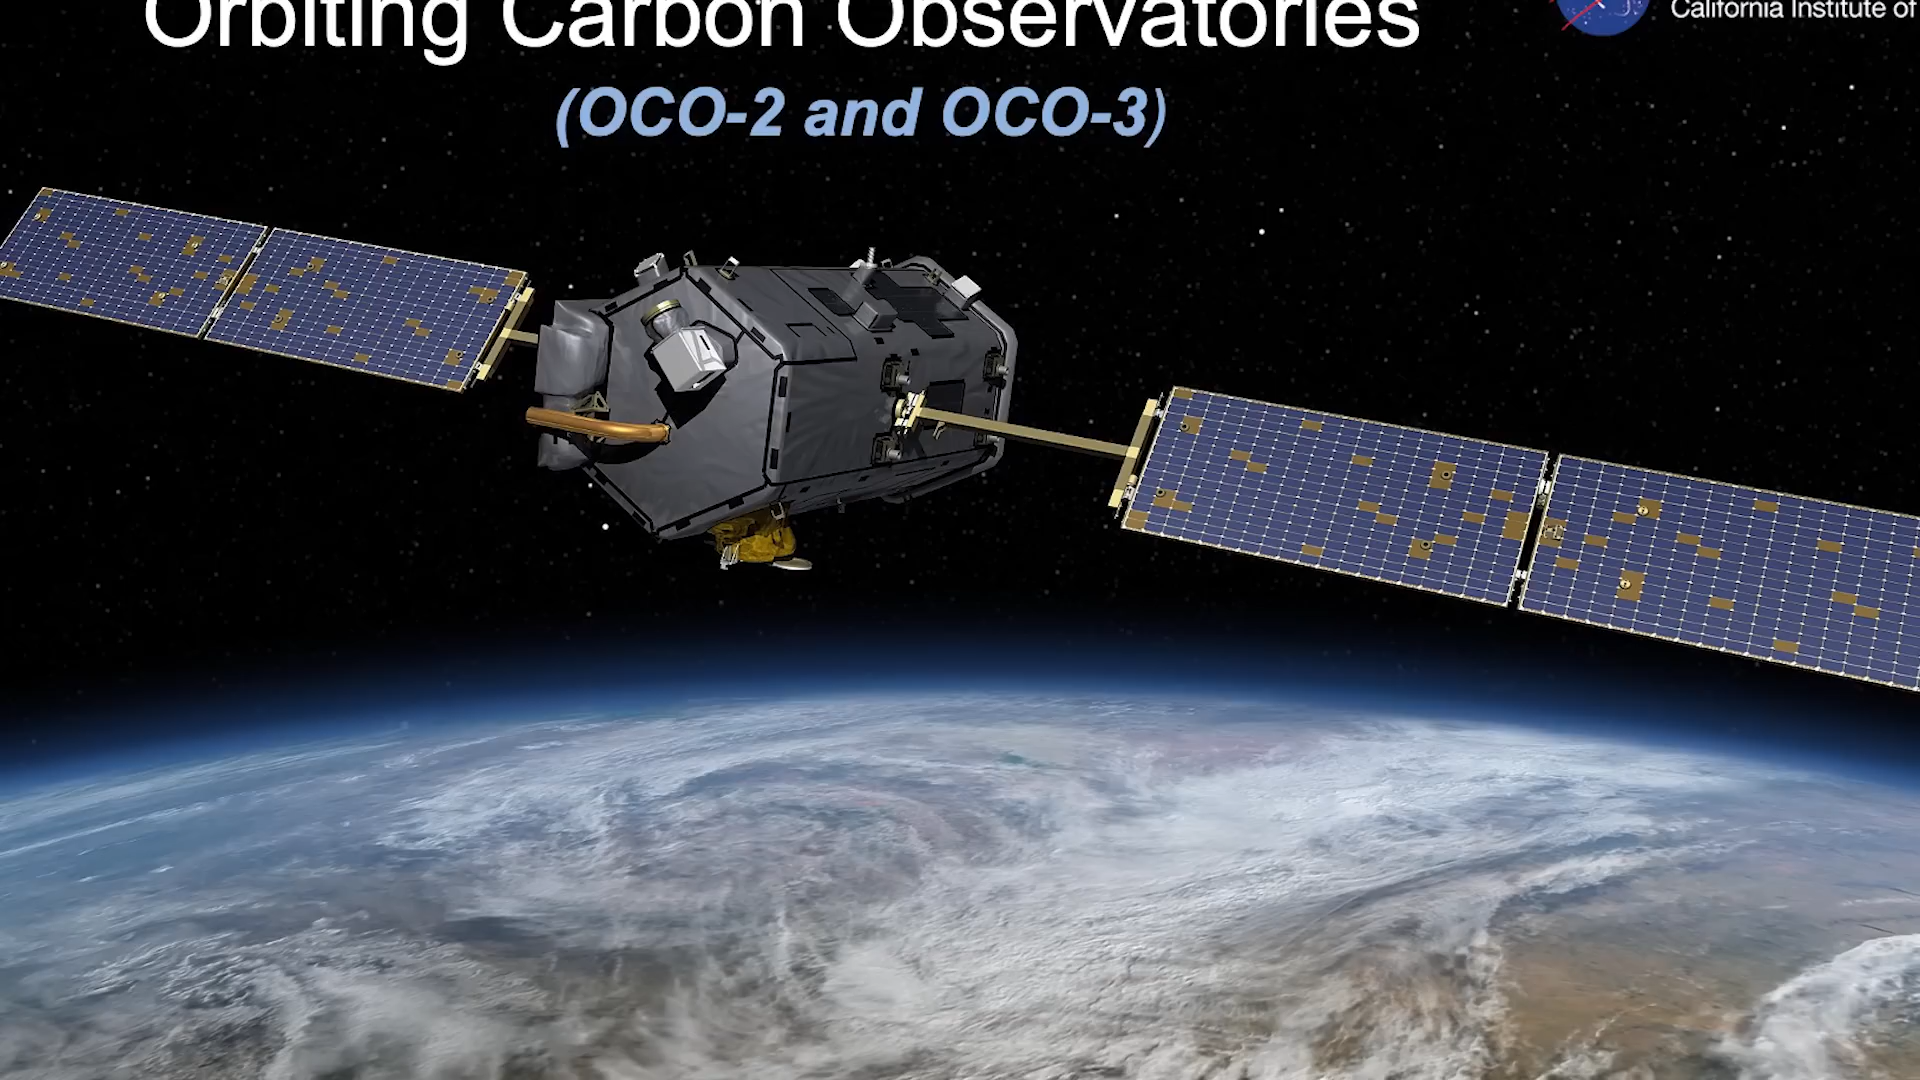 Orbiting Carbon Observatories
California Institute of
(OCO-2 and OCO-3)